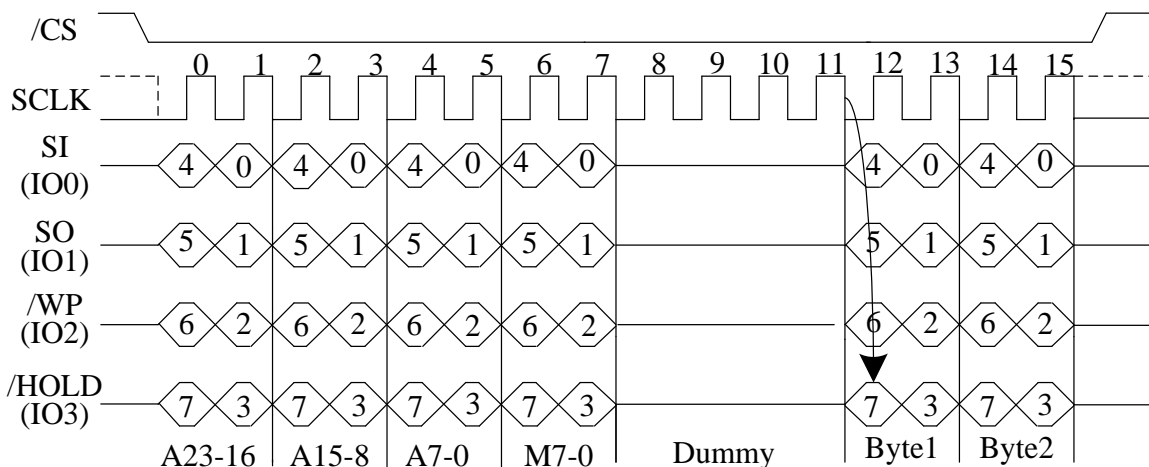 /CS
0 1 2 3 4 5 6 7 8 9 10 11 12 13 14 15
SCLK
SI
(IO0)
4 0 4 0 4 0 4 0 4 0 4 0
SO
(IO1)
5 1 5 1 5 1 5 1 5 1 5 1
/WP
(IO2)
6 2 6 2 6 2 6 2 6 2 6 2
/HOLD
(IO3)
7 3 7 3 7 3 7 3 7 3 7 3
A23-16 A15-8 A7-0 M7-0 Dummy Byte1 Byte2